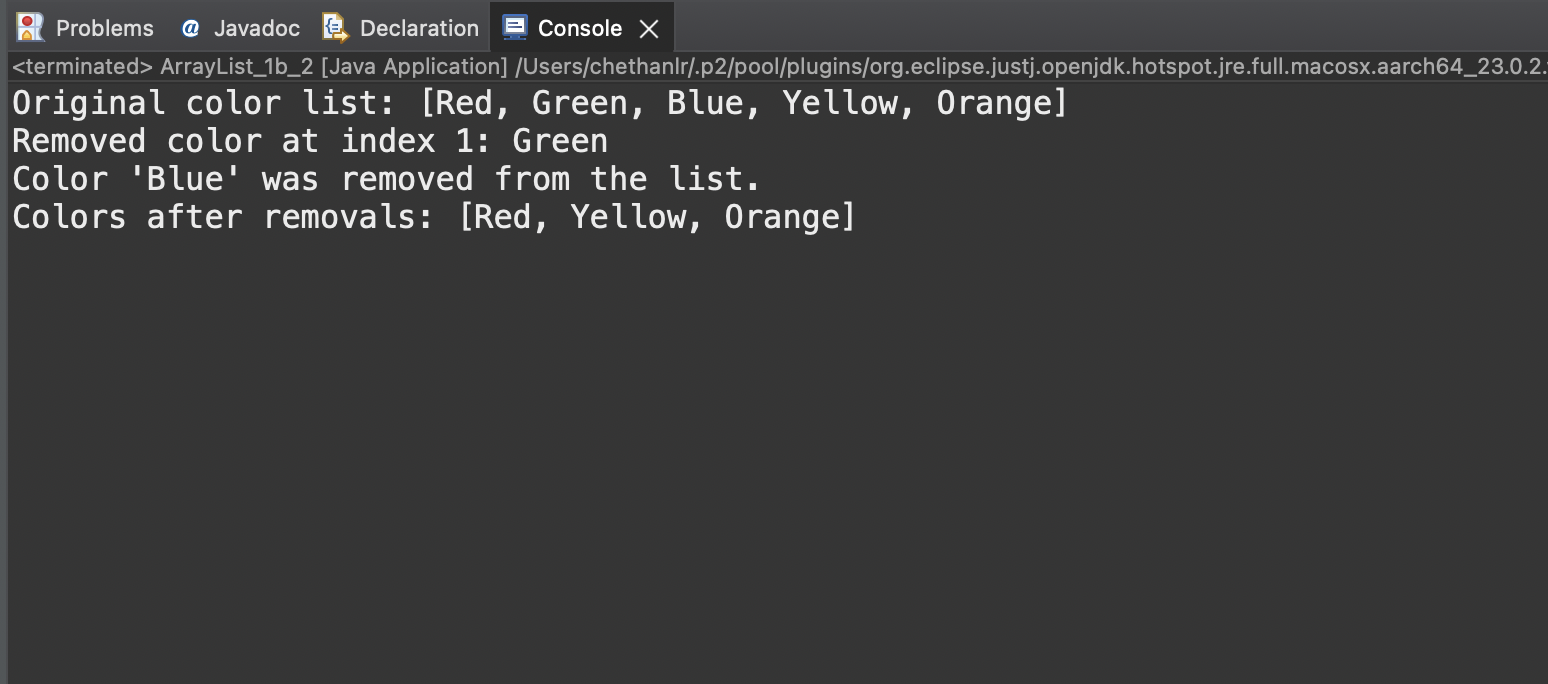 Problems @ Javadoc Declaration Console
<terminated> ArrayList_1b_2 [Java Application] /Users/chethanlr/.p2/pool/plugins/org.eclipse.justj.openjdk.hotspot.jre.full.macosx.aarch64_23.0.2.
Original color list: [Red, Green, Blue, Yellow, Orange]
Removed color at index 1: Green
Color 'Blue' was removed from the list.
Colors after removals: [Red, Yellow, Orange]